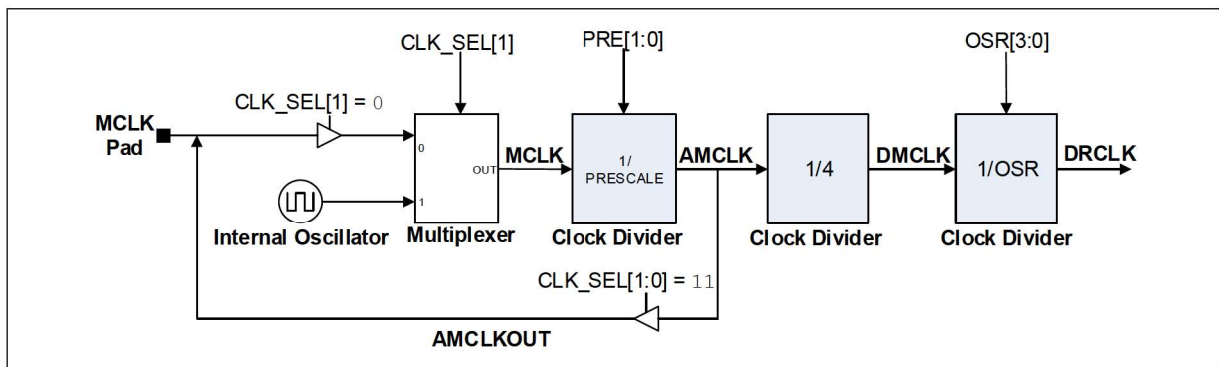 CLK_SEL[1]
PRE[1:0]
OSR[3:0]
CLK_SEL[1] = 0
MCLK
Pad
0
1
OUT
MCLK
1/
PRESCALE
AMCLK
1/4
DMCLK
1/OSR
DRCLK
Internal Oscillator
Multiplexer
Clock Divider
Clock Divider
Clock Divider
CLK_SEL[1:0] = 11
AMCLKOUT